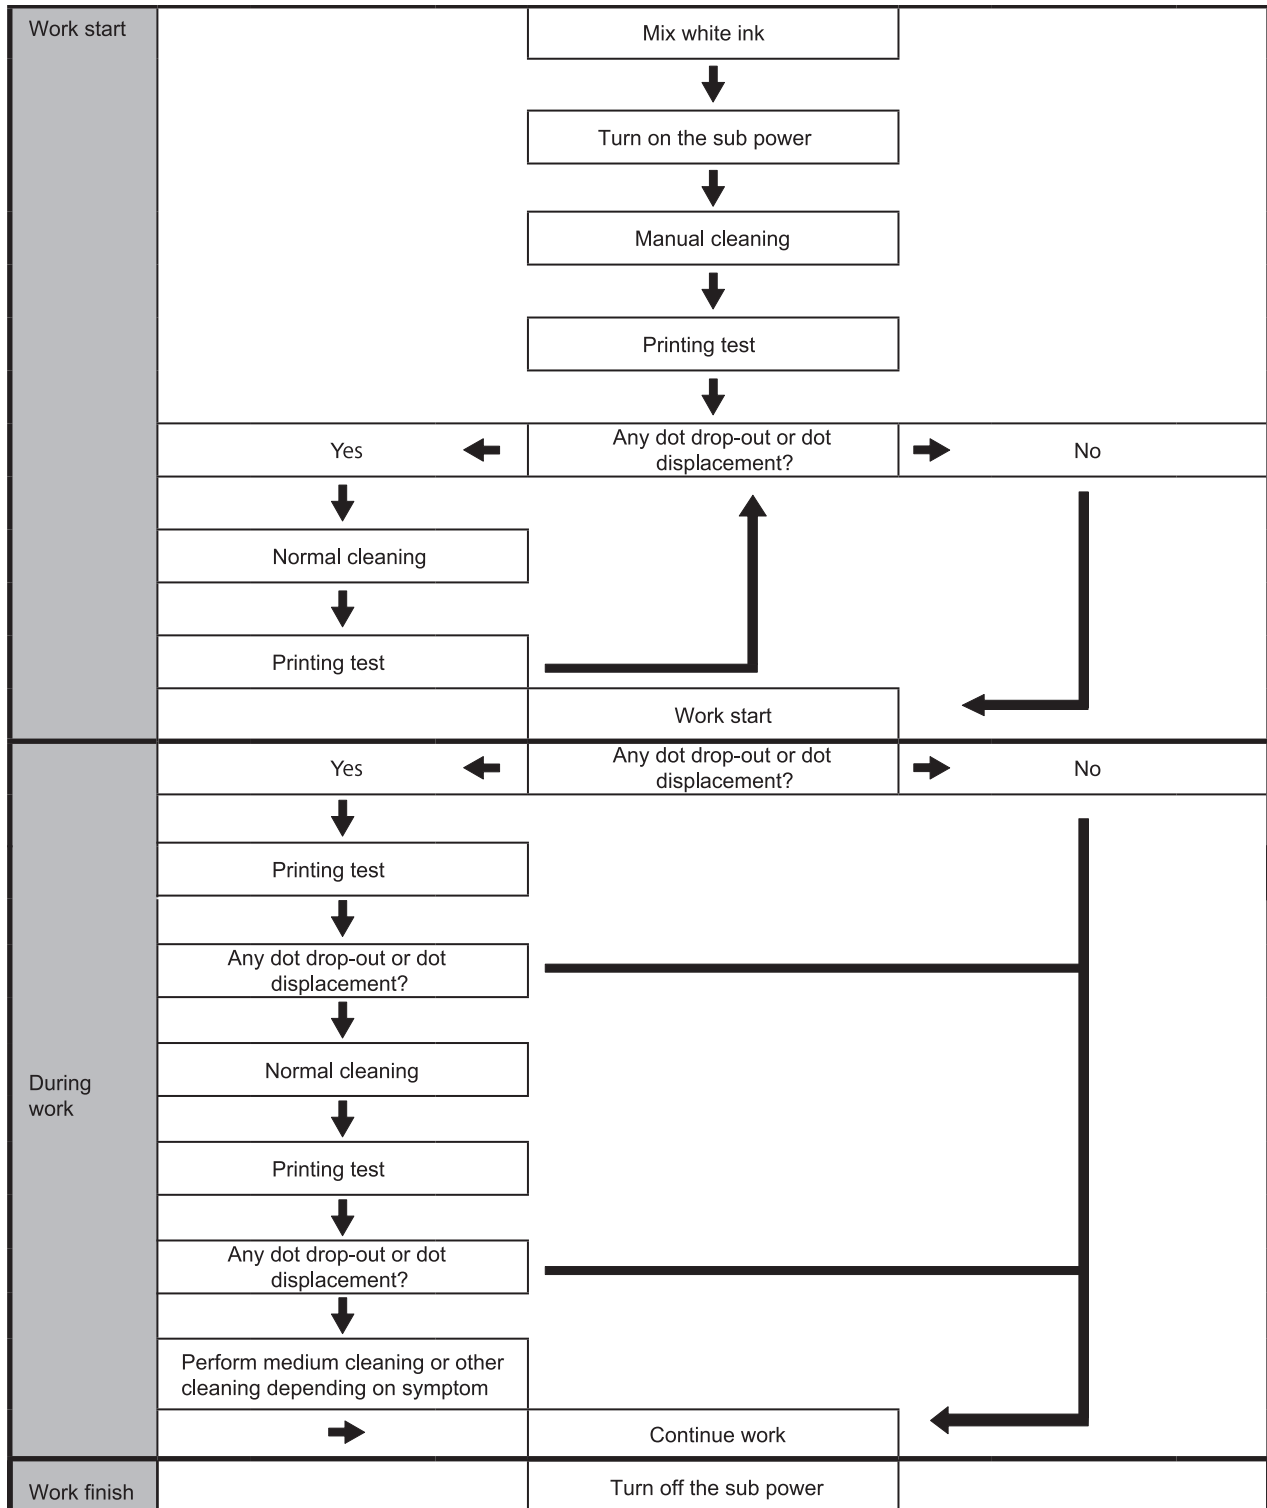 Work start
Mix white ink
Turn on the sub power
Manual cleaning
Printing test
Any dot drop-out or dot
displacement?
Yes
No
Normal cleaning
Printing test
Work start
Any dot drop-out or dot
displacement?
Yes
No
During
work
Printing test
Any dot drop-out or dot
displacement?
Normal cleaning
Printing test
Any dot drop-out or dot
displacement?
Perform medium cleaning or other
cleaning depending on symptom
Continue work
Work finish
Turn off the sub power